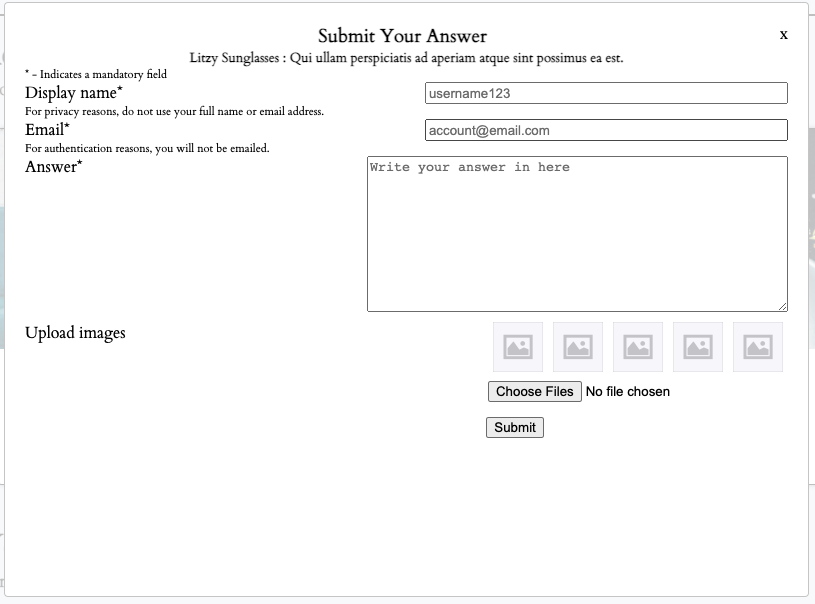 Submit Your Answer
x
Litzy Sunglasses : Qui ullam perspiciatis ad aperiam atque sint possimus ea est.
* - Indicates a mandatory field
Display name*
username123
For privacy reasons, do not use your full name or email address.
Email*
account@email.com
For authentication reasons, you will not be emailed.
Answer*
Write your answer in here
Upload images
Choose Files No file chosen
Submit